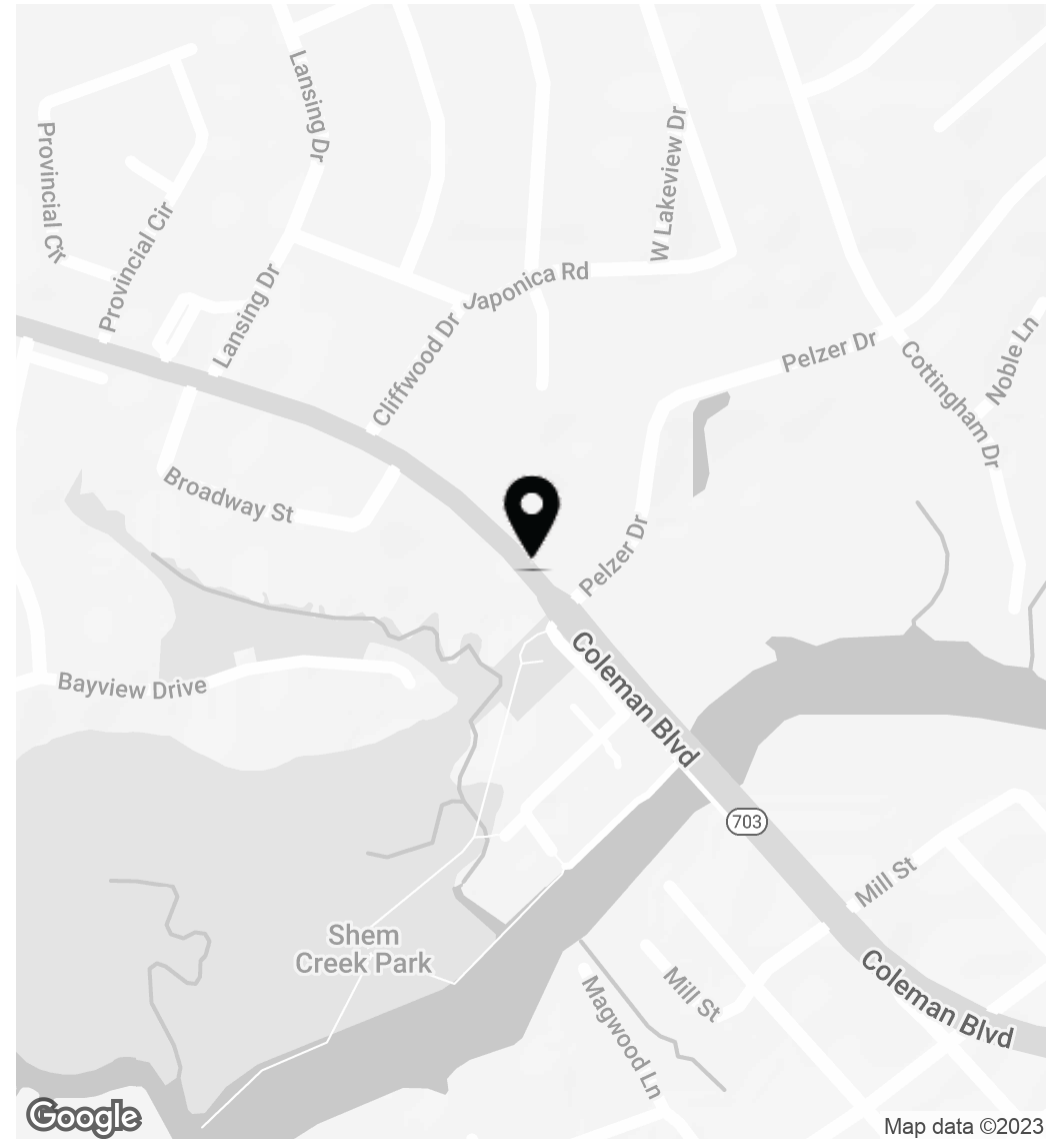 Lansing Dr
Provincial Cir
W Lakeview Dr
Provincial Cir
Japonica Rd
Lansing Dr
Cliffwood Dr
Pelzer Dr
Noble Ln
Cottingham Dr
Broadway St
Pelzer Dr
Coleman Blvd
Bayview Drive
703
Mill St
Shem
Creek Park
Mill St
Coleman Blvd
Magwood Ln
Google
Map data ©2023